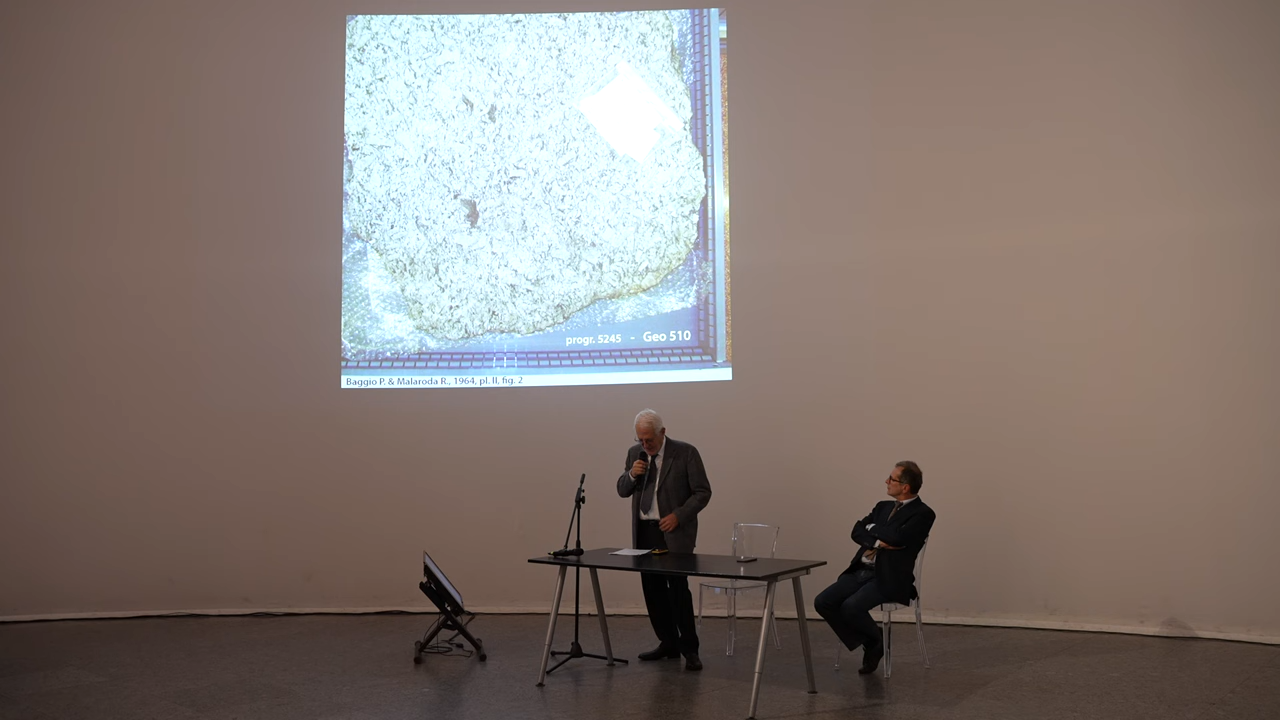 progr. 5245 - Geo 510
Baggio P. & Malaroda R., 1964, pl. II, fig. 2